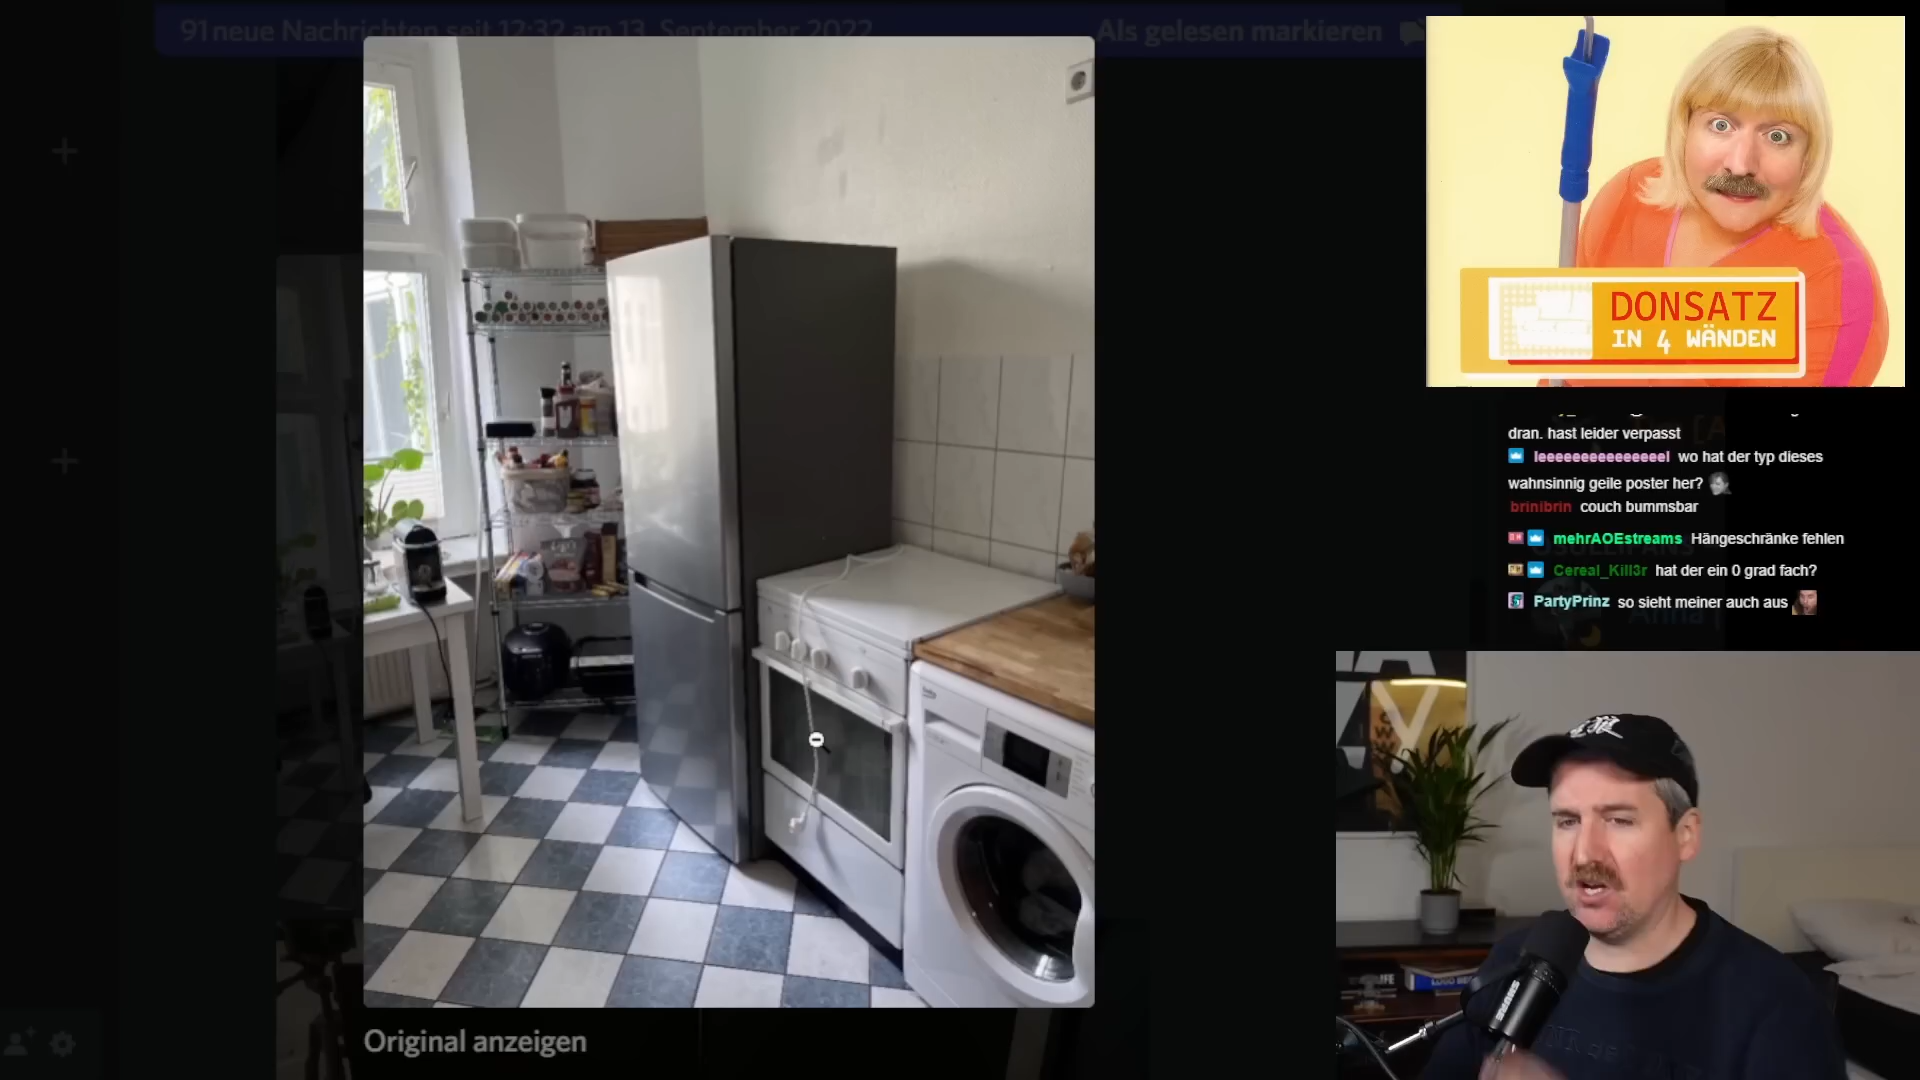 91 neue Nachrichten seit 12:32 am 13. September 2022
Als gelesen markieren
DONSATZ
IN 4 WÄNDEN
dran. hast leider verpasst
leeeeeeeeeeeeeeel wo hat der typ dieses
wahnsinnig geile poster her?
brinibrin couch bummsbar
mehrAOEstreams Hängeschränke fehlen
Cereal_Kill3r hat der ein 0 grad fach?
PartyPrinz so sieht meiner auch aus
SHURE
Original anzeigen